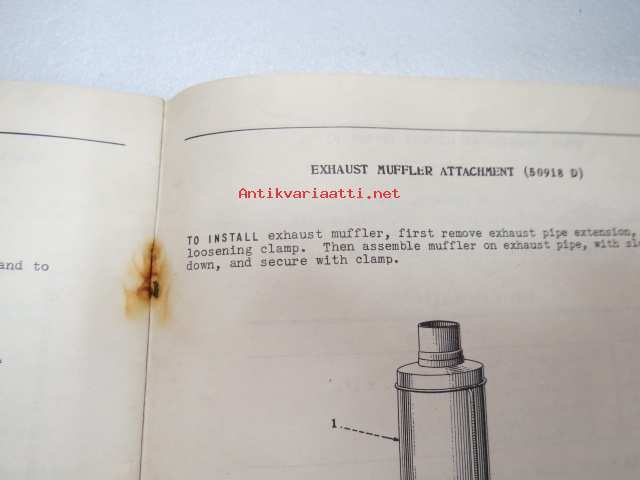 EXHAUST MUFFLER ATTACHMENT (50918 D)
Antikvariaatti.net
TO INSTALL exhaust muffler, first remove exhaust pipe extension,
loosening clamp. Then assemble muffler on exhaust pipe, with
down, and secure with clamp.
and to
1